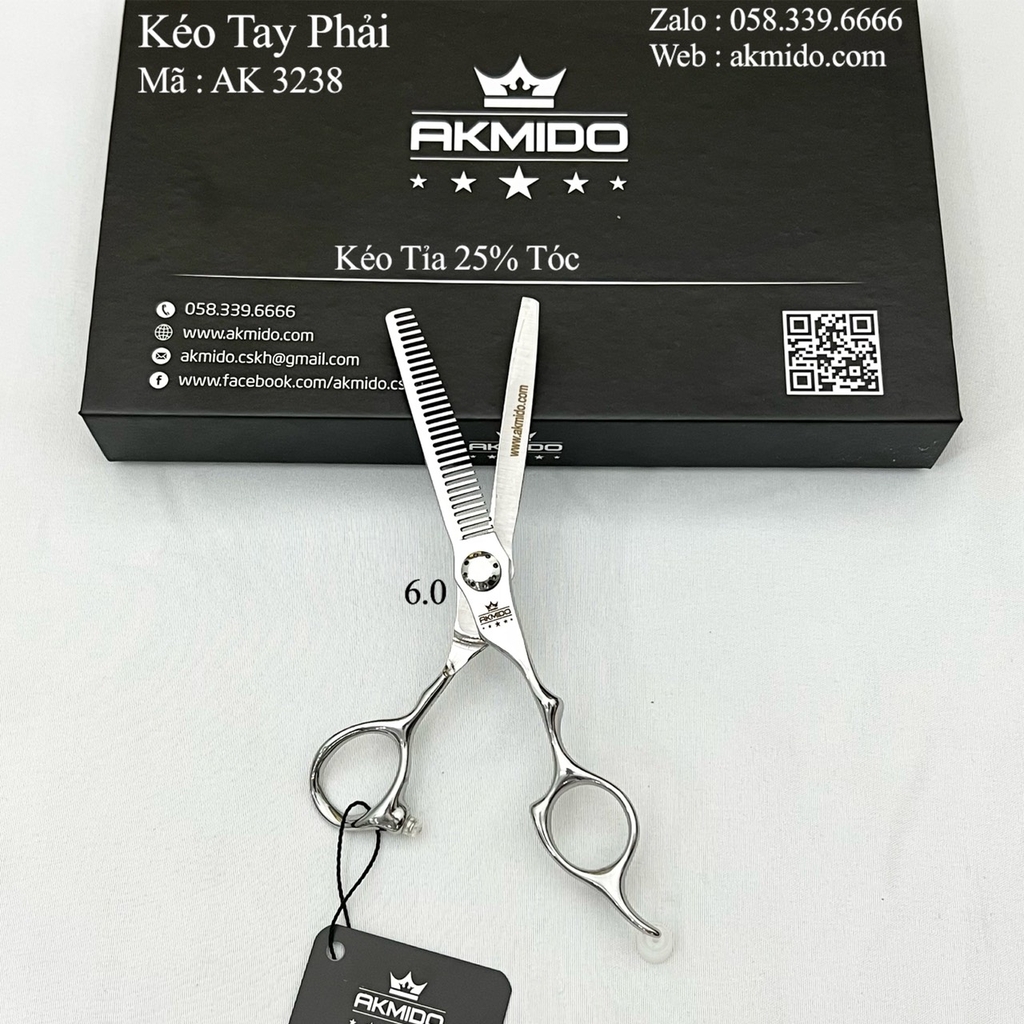 Kéo Tay Phải
Mã : AK 3238
Zalo : 058.339.6666
Web : akmido.com
AKMIDO
Kéo Tỉa 25% Tóc
058.339.6666
www.akmido.com
akmido.cskh@gmail.com
www.facebook.com/akmido.cs
www.akmido.com
AKMIDO
6.0
AKMIDO
AKMIDO